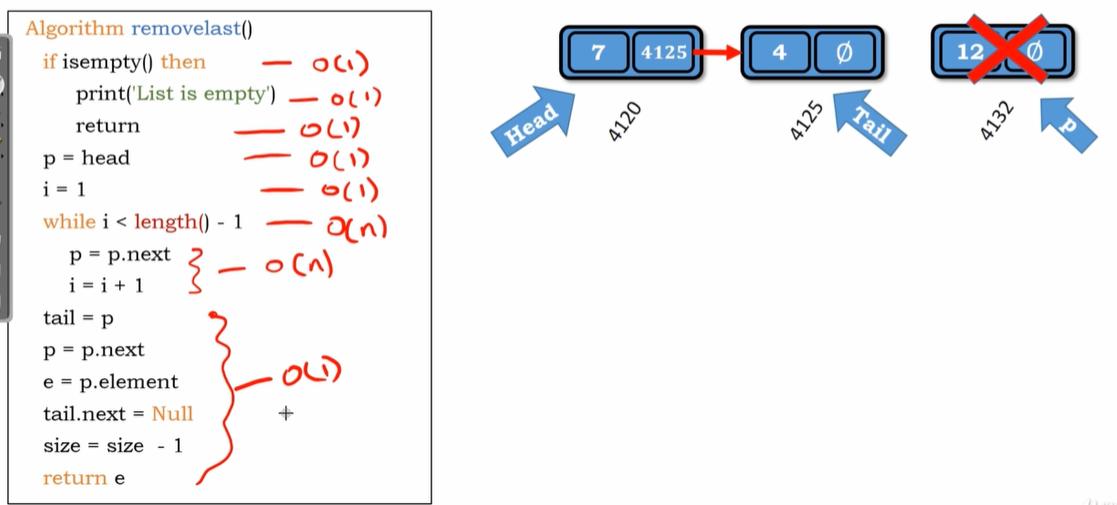 Algorithm removelast()
if isempty() then — O(1)
print('List is empty') — O(1)
return — O(1)
p = head — O(1)
i = 1 — O(1)
while i < length() - 1 — O(n)
p = p.next
i = i + 1
} — O(n)
tail = p
p = p.next
e = p.element
tail.next = Null
size = size - 1
return e
} — O(1)
7 4125
4 ∅
12 ∅
Head
4120
4125
Tail
4132
p